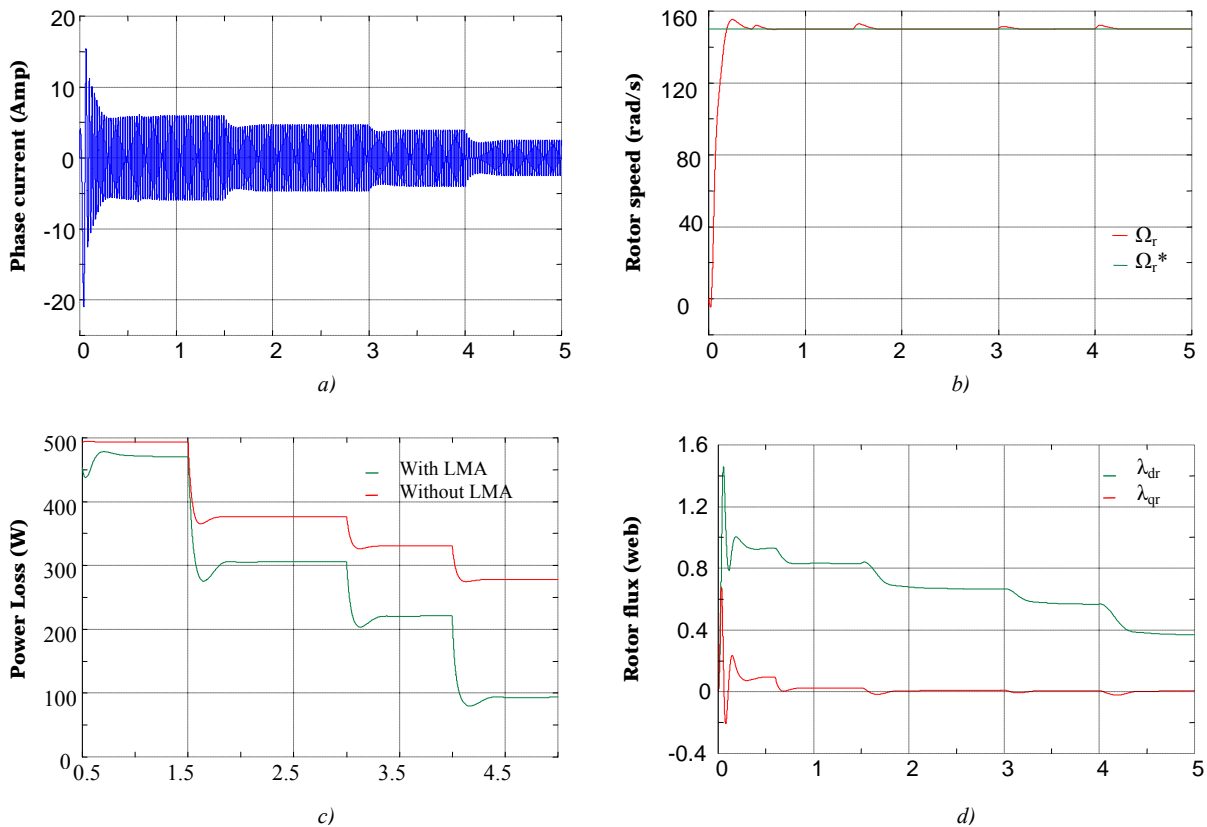 Phase current (Amp)
20
10
0
-10
-20
0 1 2 3 4 5
a)
Rotor speed (rad/s)
160
120
160
80
40
0
Ωr
Ωr*
0 1 2 3 4 5
b)
Power Loss (W)
500
400
300
200
100
0
With LMA
Without LMA
0.5 1.5 2.5 3.5 4.5
c)
Rotor flux (web)
1.6
1.2
0.8
0.4
0
-0.4
λdr
λqr
0 1 2 3 4 5
d)